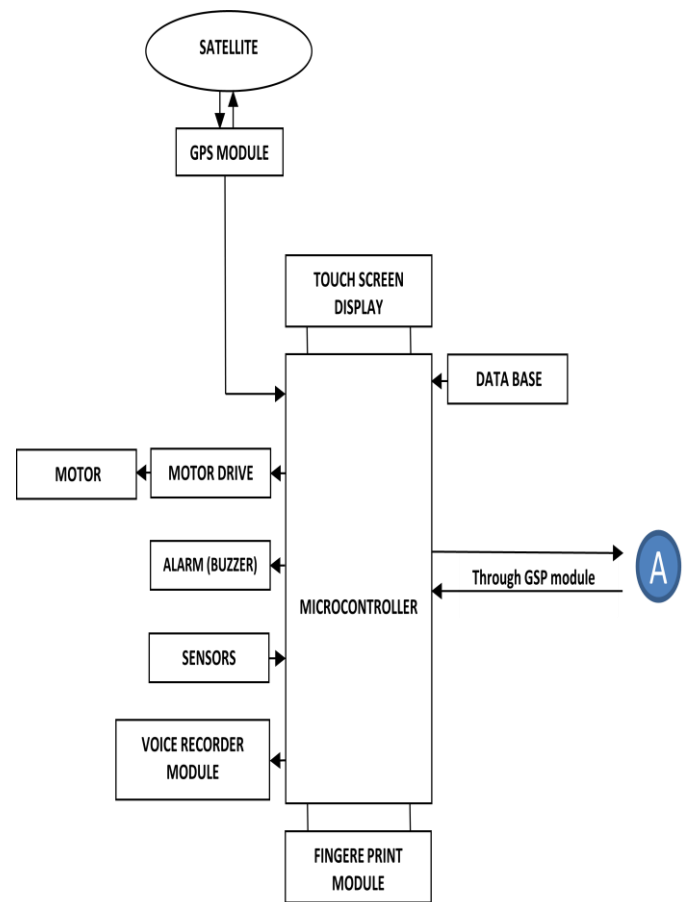 SATELLITE
GPS MODULE
TOUCH SCREEN
DISPLAY
DATA BASE
MOTOR
MOTOR DRIVE
ALARM (BUZZER)
A
Through GSP module
MICROCONTROLLER
SENSORS
VOICE RECORDER
MODULE
FINGERE PRINT
MODULE